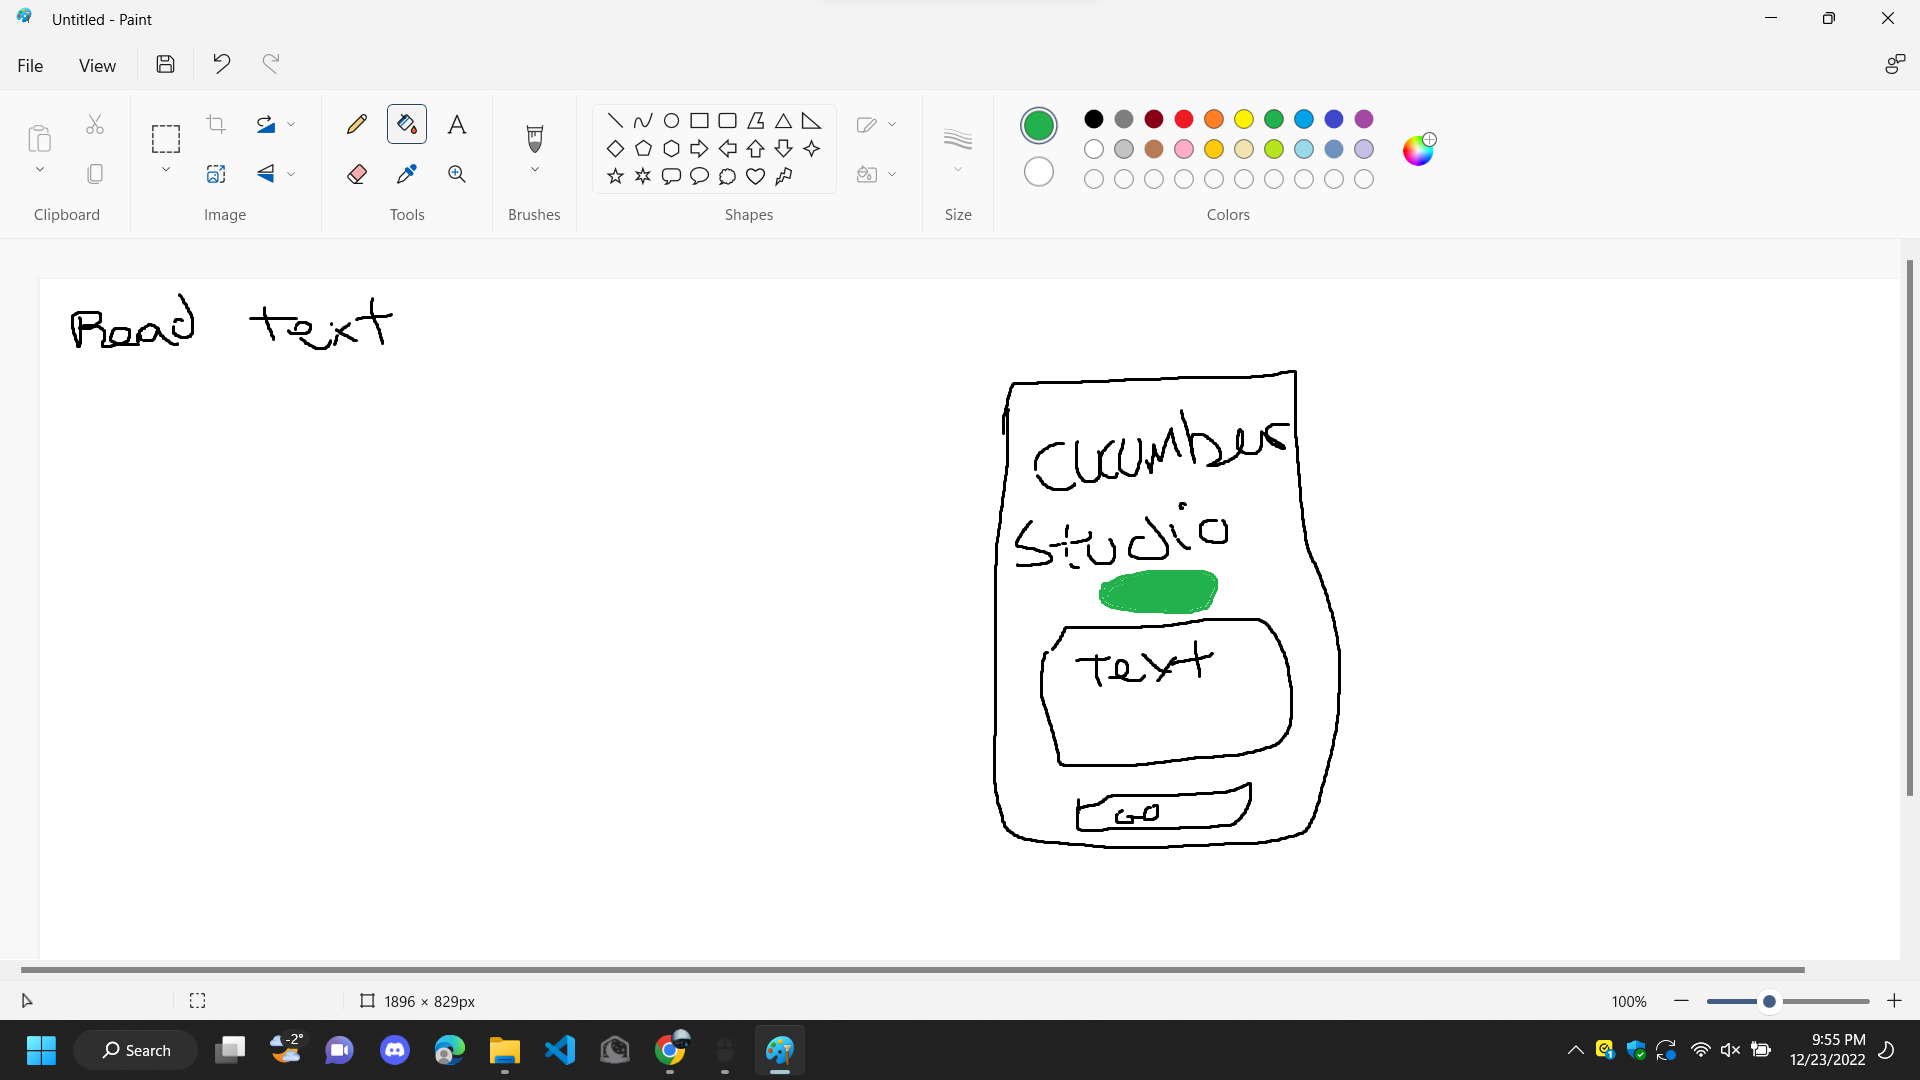 Untitled - Paint
File View
Clipboard Image Tools Brushes Shapes Size Colors
Read text
cucumber
studio
Text
GO
1896 × 829px 100%
Search -2° 9:55 PM
12/23/2022